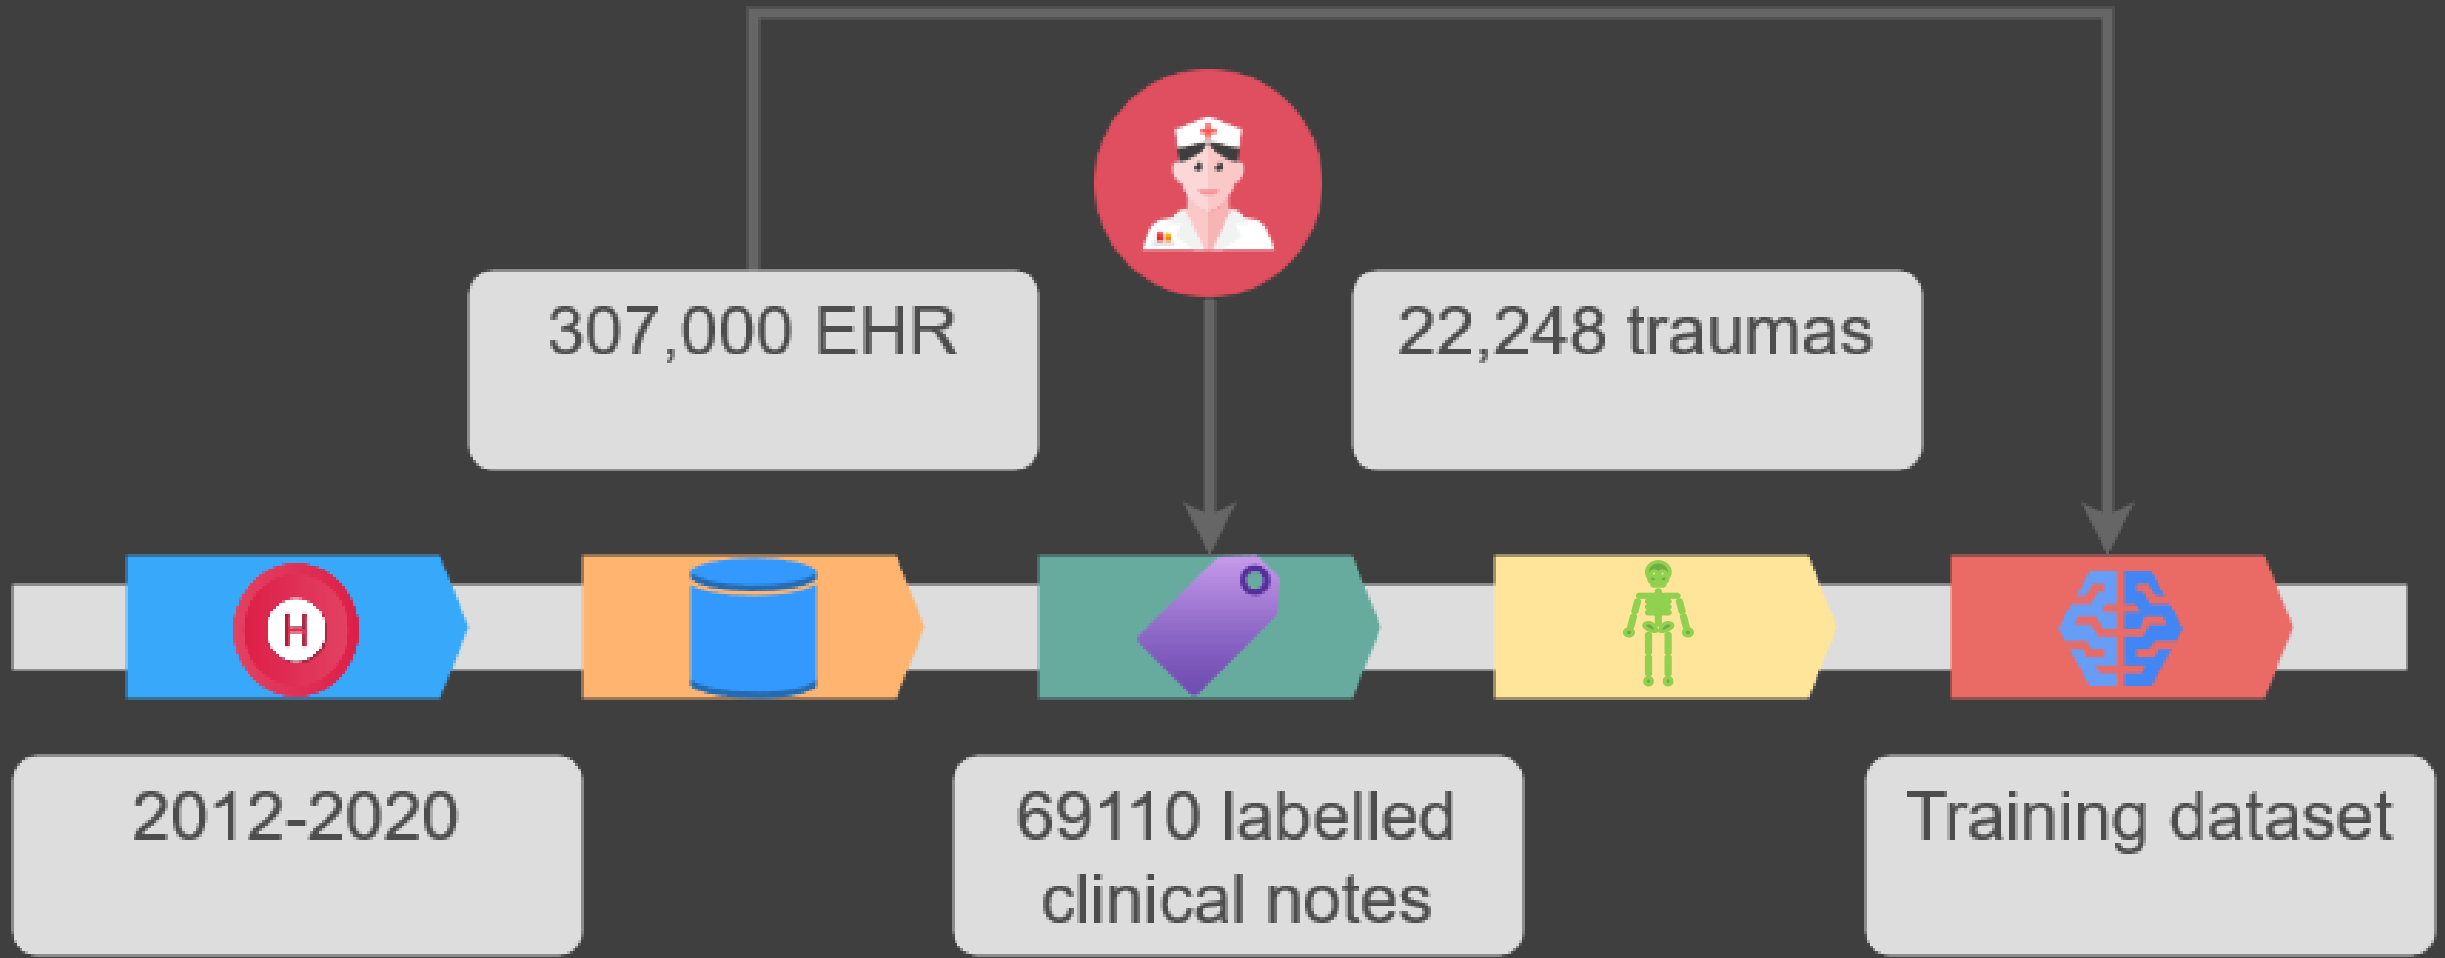 307,000 EHR
22,248 traumas
H
2012-2020
69110 labelled
clinical notes
Training dataset